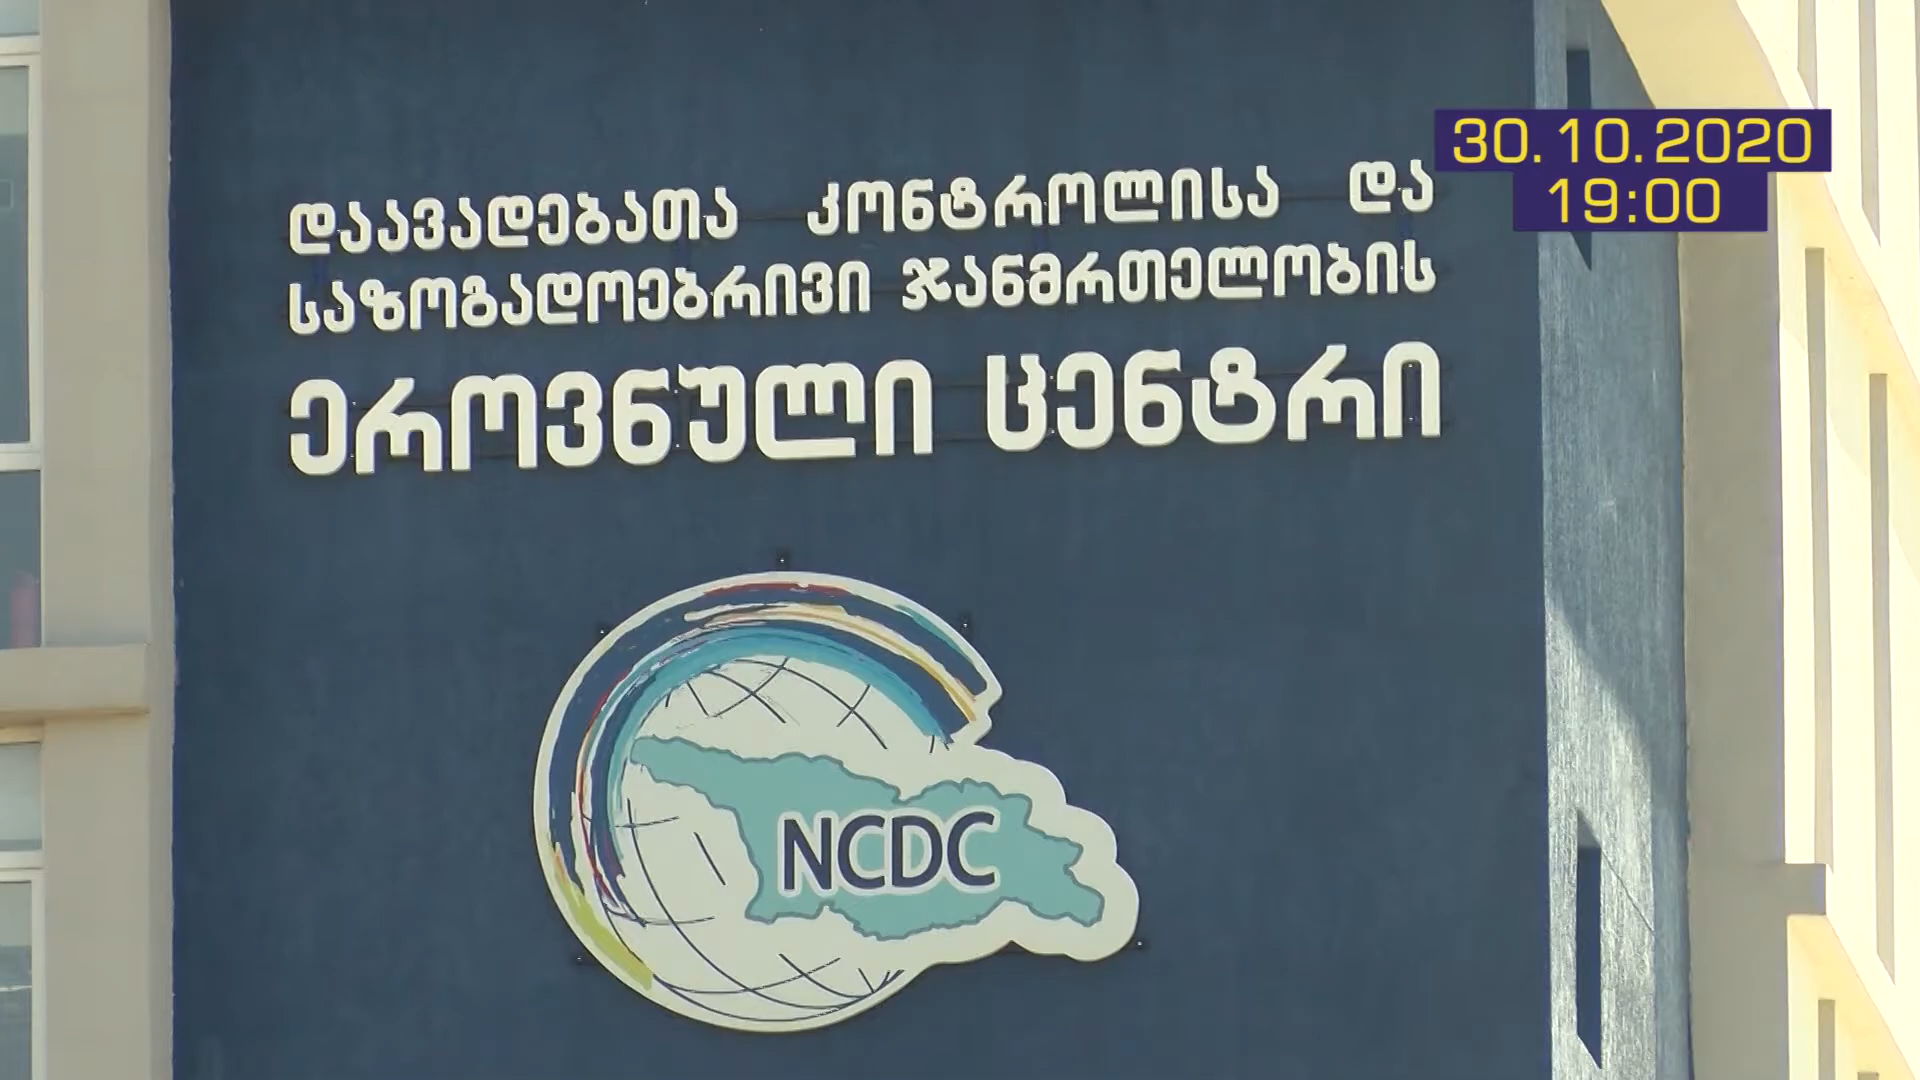 30.10.2020
19:00
დაავადებათა კონტროლისა და
საზოგადოებრივი ჯანმრთელობის
ეროვნული ცენტრი
NCDC